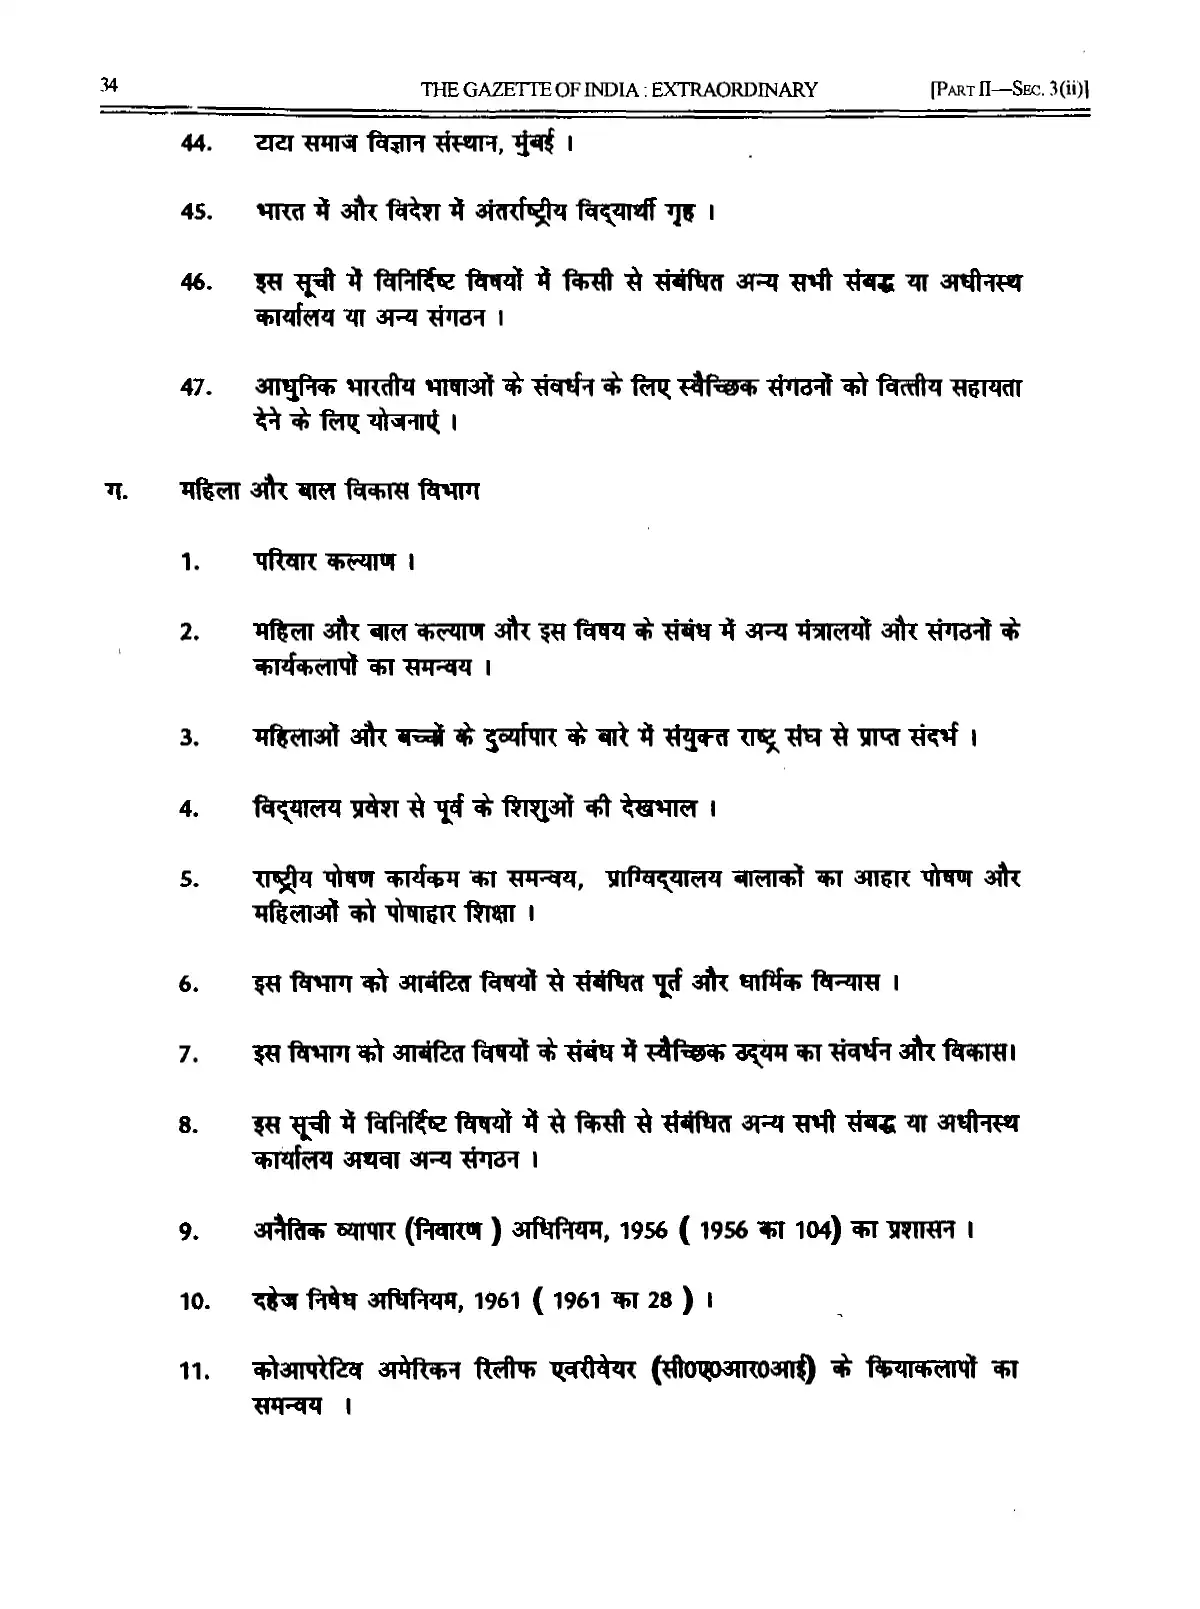 34 THE GAZETTE OF INDIA : EXTRAORDINARY [PART II—SEC. 3(ii)]
44. टाटा समाज विज्ञान संस्थान, मुंबई ।
45. भारत में और विदेश में अंतर्राष्ट्रीय विद्यार्थी गृह ।
46. इस सूची में विनिर्दिष्ट विषयों में किसी से संबंधित अन्य सभी संबद्ध या अधीनस्थ
कार्यालय या अन्य संगठन ।
47. आधुनिक भारतीय भाषाओं के संवर्धन के लिए स्वैच्छिक संगठनों को वित्तीय सहायता
देने के लिए योजनाएं ।
ग. महिला और बाल विकास विभाग
1. परिवार कल्याण ।
2. महिला और बाल कल्याण और इस विषय के संबंध में अन्य मंत्रालयों और संगठनों के
कार्यकलापों का समन्वय ।
3. महिलाओं और बच्चों के दुर्व्यापार के बारे में संयुक्त राष्ट्र संघ से प्राप्त संदर्भ ।
4. विद्यालय प्रवेश से पूर्व के शिशुओं की देखभाल ।
5. राष्ट्रीय पोषण कार्यकम का समन्वय, प्राग्विद्यालय बालाकों का आहार पोषण और
महिलाओं को पोषाहार शिक्षा ।
6. इस विभाग को आबंटित विषयों से संबंधित पूर्त और धार्मिक विन्यास ।
7. इस विभाग को आबंटित विषयों के संबंध में स्वैच्छिक उद्यम का संवर्धन और विकास।
8. इस सूची में विनिर्दिष्ट विषयों में से किसी से संबंधित अन्य सभी संबद्ध या अधीनस्थ
कार्यालय अथवा अन्य संगठन ।
9. अनैतिक व्यापार (निवारण ) अधिनियम, 1956 ( 1956 का 104) का प्रशासन ।
10. दहेज निषेध अधिनियम, 1961 ( 1961 का 28 ) ।
11. कोआपरेटिव अमेरिकन रिलीफ एवरीवेयर (सी0ए0आर0आई) के कियाकलापों का
समन्वय ।